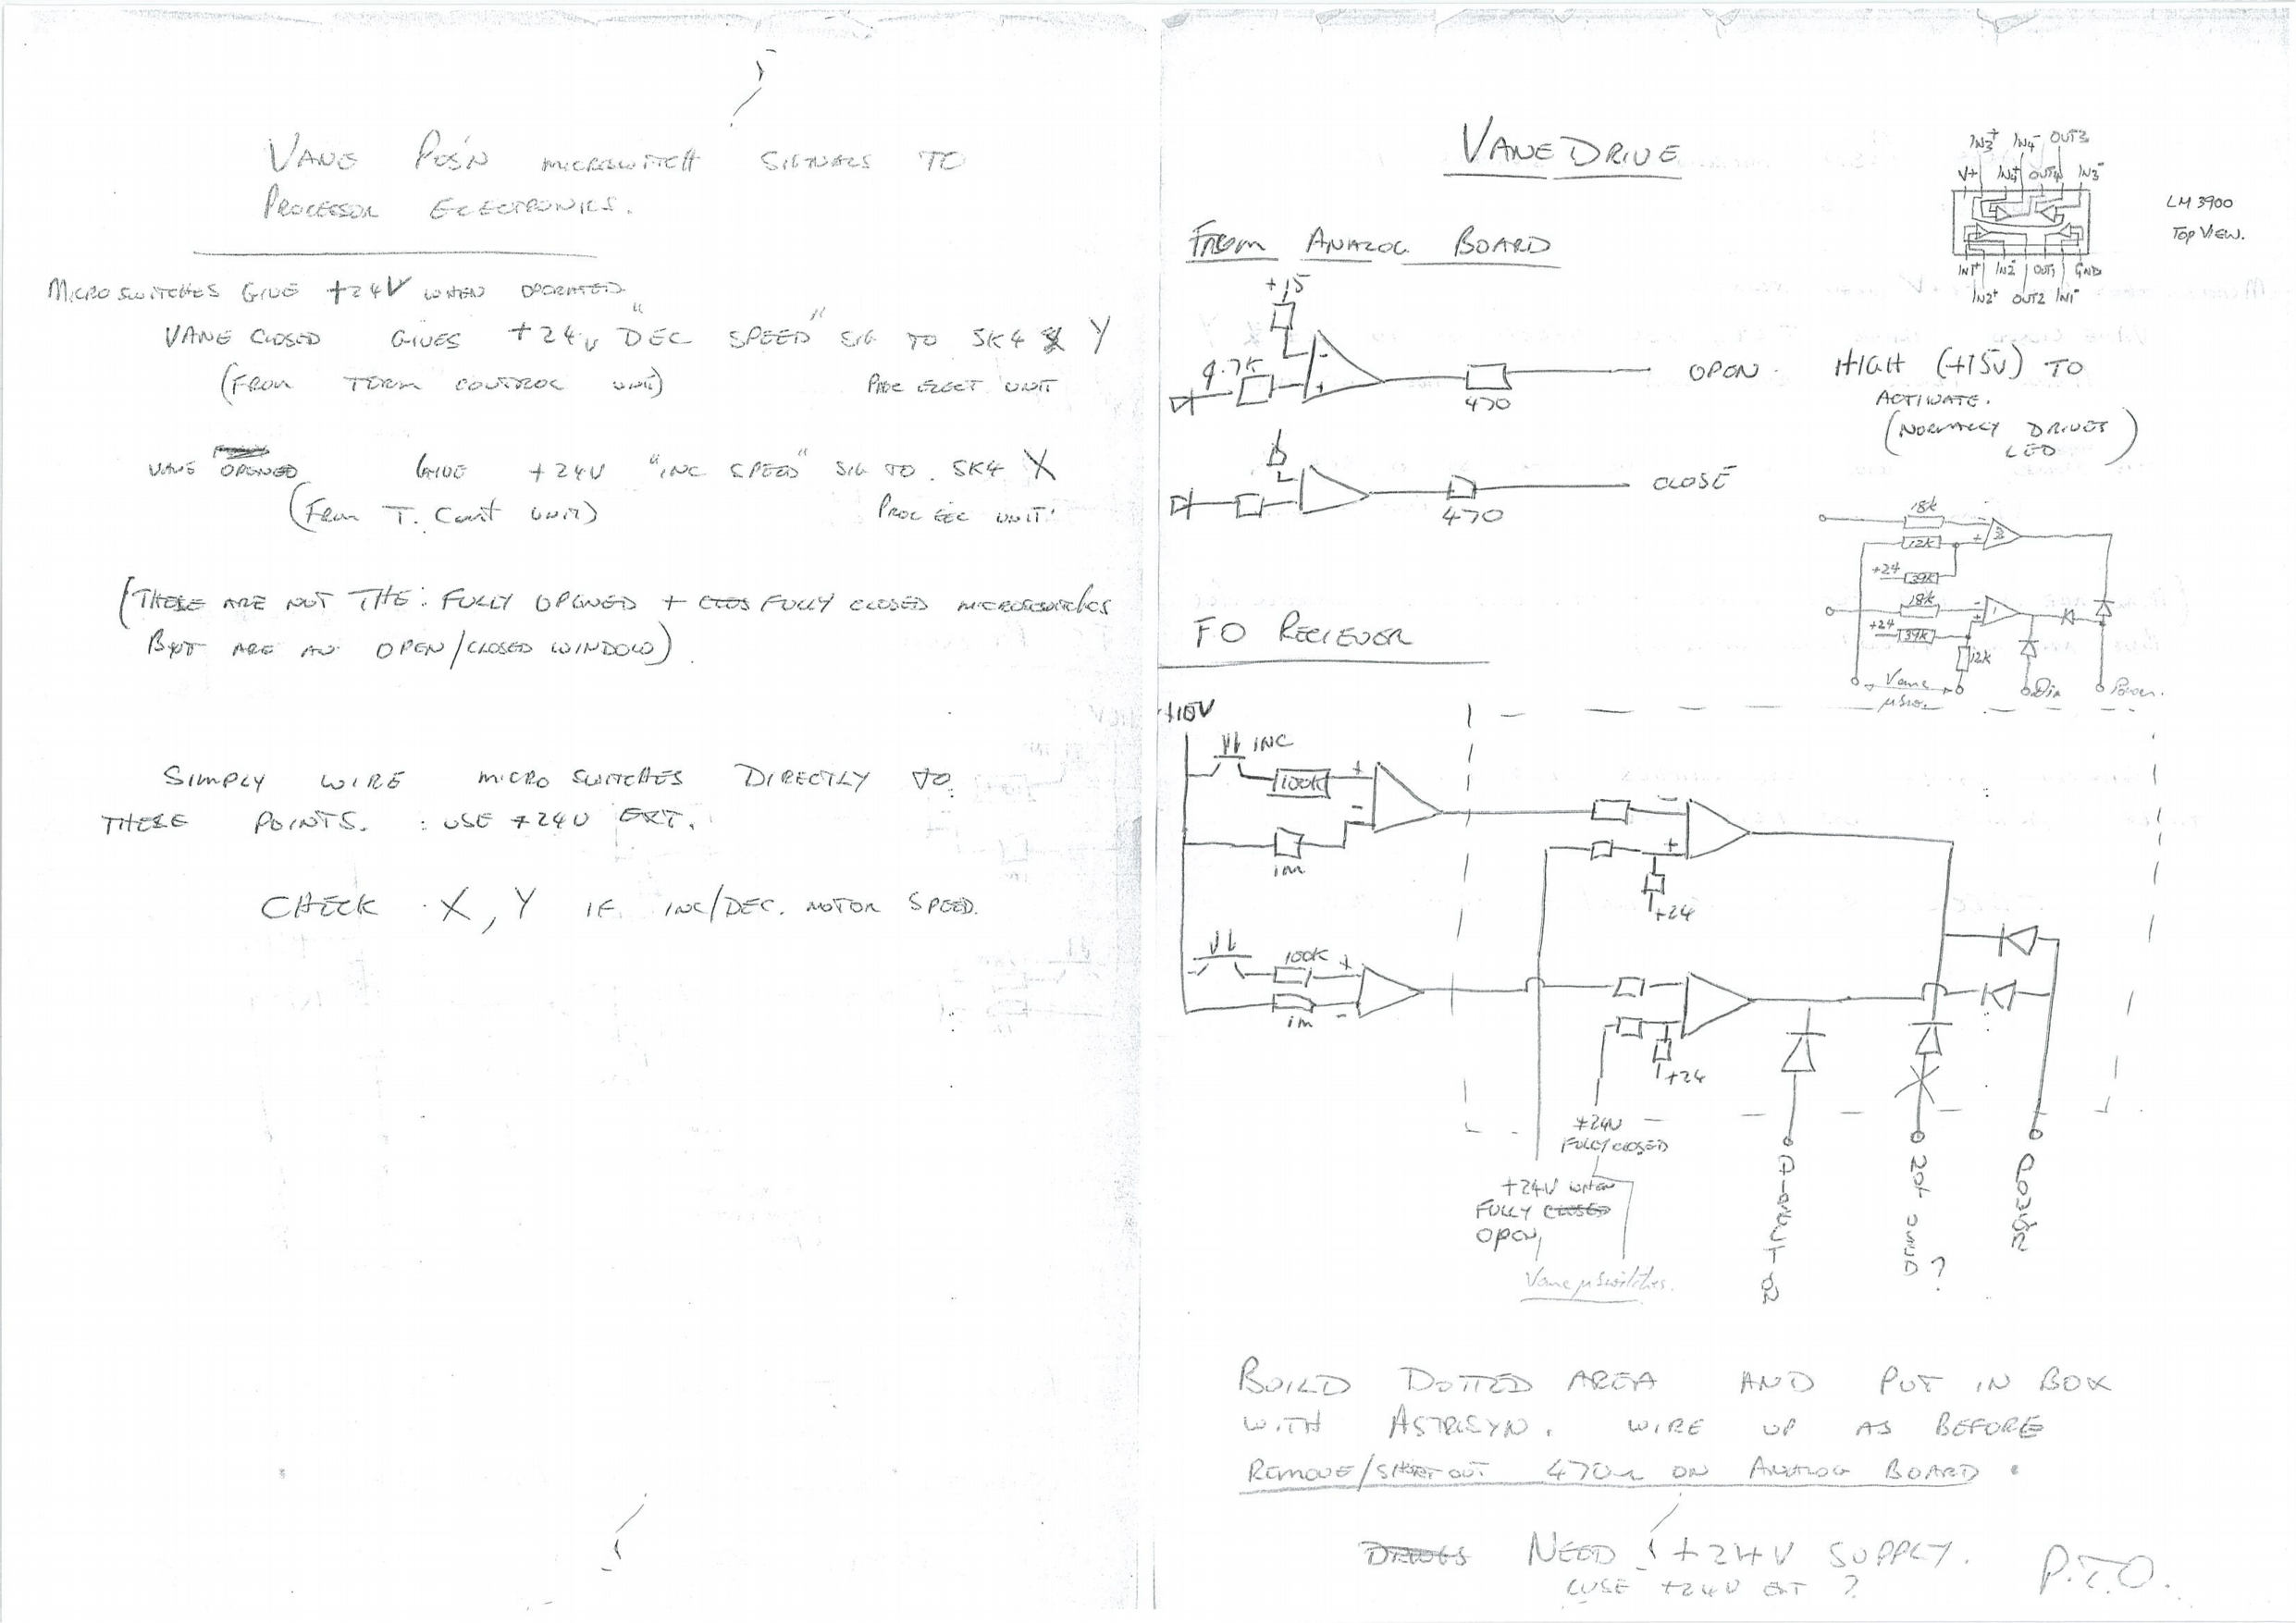 VANE POS'N MICROSWITCH SIGNALS TO
PROCESSOR ELECTRONICS.
MICROSWITCHES GIVE +24V WHEN OPERATED
VANE CLOSED GIVES +24V "DEC SPEED" SIG TO SK4 Y
(FROM TERM CONTROL UNIT) PROC ELECT UNIT
VANE OPENED GIVE +24V "INC SPEED" SIG TO. SK4 X
(FROM T. CONT UNIT) PROC ELEC UNIT.
(THESE ARE NOT THE: FULLY OPENED + FULLY CLOSED MICROSWITCHES
BUT ARE AN OPEN/CLOSED WINDOW).
SIMPLY WIRE MICRO SWITCHES DIRECTLY TO
THESE POINTS. : USE +24V EXT.
CHECK X, Y IF INC/DEC. MOTOR SPEED.
VANE DRIVE
IN3+ IN4- OUT3
V+ IN4+ OUT4 IN3-
LM 3900
TOP VIEW.
IN1+ IN2- OUT1 GND
IN2+ OUT2 IN1-
FROM ANALOG BOARD
+15
4.7K
470
OPEN. HIGH (+15V) TO
ACTIVATE.
(NORMALLY DRIVES
LED)
CLOSE
470
18K
12K
+24 39K
3
18K
+24 39K
1
12K
Vane
μSw.
Dir
Power.
FO RECIEVER
+10V
INC
100K
+
-
1M
-
+
+24
100K
+
1M
-
+24
+24V
FULLY CLOSED
+24V WHEN
FULLY CLOSED
OPEN
Vane μSwitches.
?
BUILD DOTTED AREA AND PUT IN BOX
WITH ASTROSYN. WIRE UP AS BEFORE
REMOVE/SHORT OUT 470Ω ON ANALOG BOARD.
NEED +24V SUPPLY.
(USE +24V EXT ?
P.T.O.